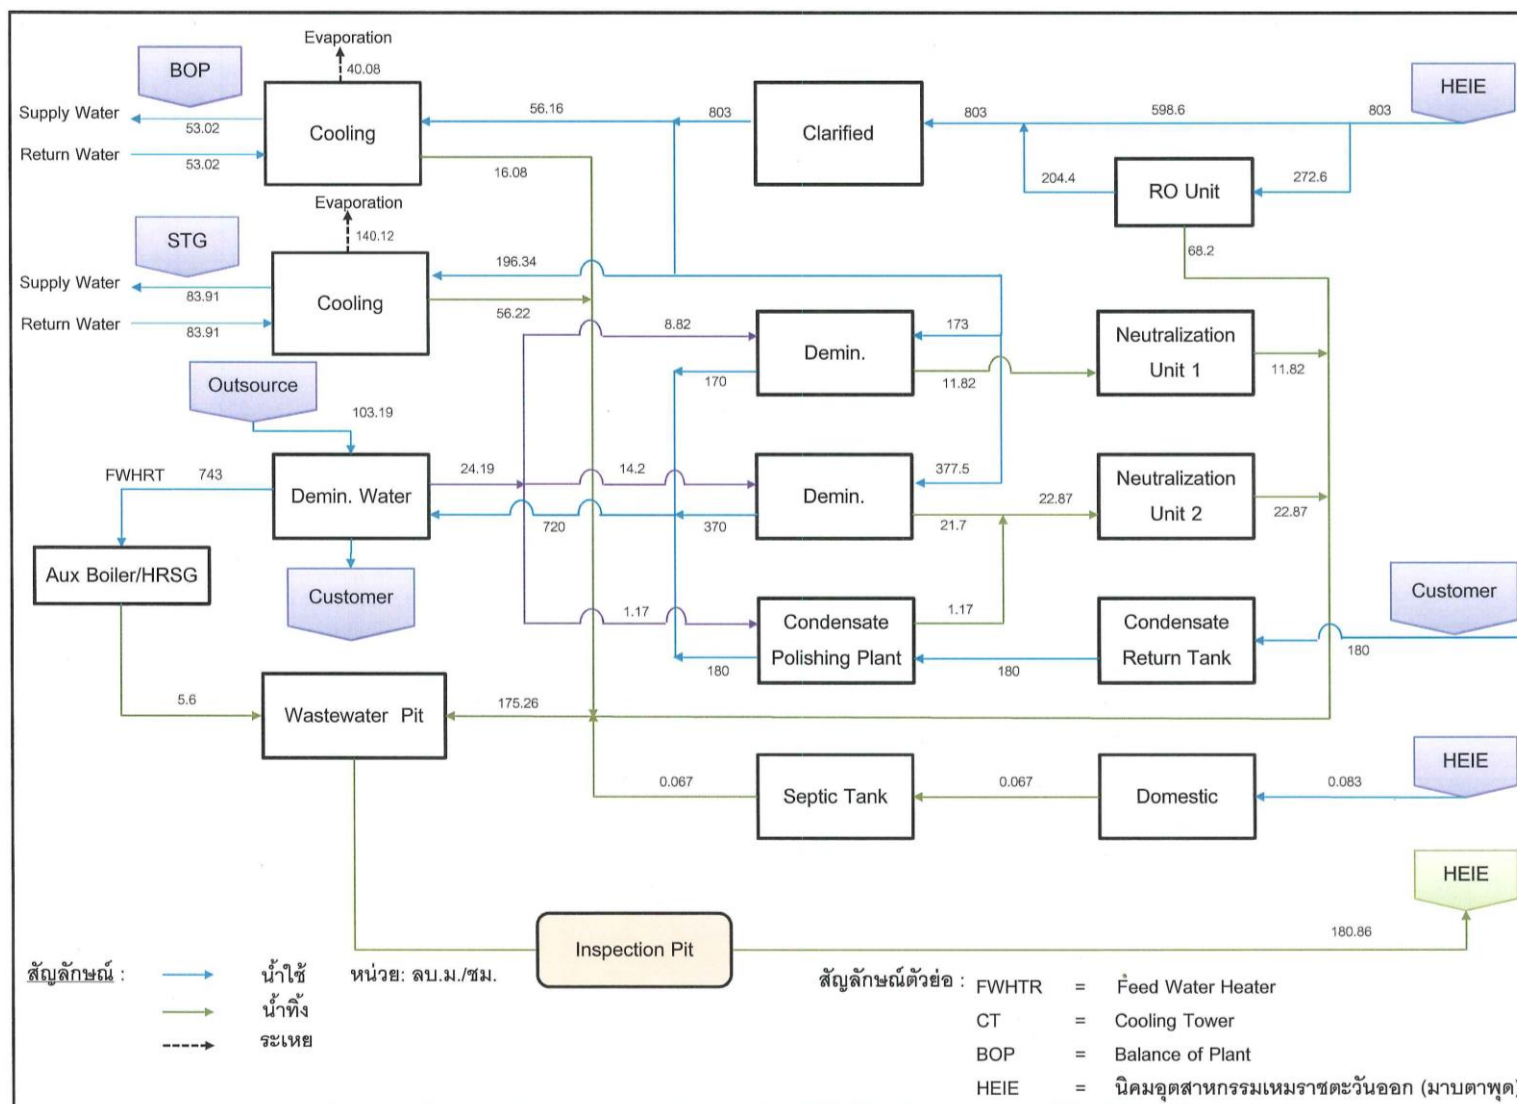 Evaporation
BOP
40.08
HEIE
Supply Water
53.02
Cooling
56.16
803
Clarified
803
598.6
803
Return Water
53.02
16.08
204.4
RO Unit
272.6
Evaporation
STG
140.12
68.2
196.34
Supply Water
83.91
Cooling
Return Water
83.91
56.22
8.82
173
Demin.
Neutralization
Unit 1
170
11.82
11.82
Outsource
103.19
FWHRT
743
24.19
14.2
377.5
Demin. Water
Demin.
Neutralization
Unit 2
22.87
720
370
21.7
22.87
Aux Boiler/HRSG
Customer
1.17
1.17
Customer
Condensate
Polishing Plant
Condensate
Return Tank
180
180
180
5.6
Wastewater Pit
175.26
HEIE
0.067
Septic Tank
0.067
Domestic
0.083
HEIE
Inspection Pit
180.86
สัญลักษณ์ :
น้ำใช้
หน่วย: ลบ.ม./ชม.
น้ำทิ้ง
ระเหย
สัญลักษณ์ตัวย่อ :
FWHTR = Feed Water Heater
CT = Cooling Tower
BOP = Balance of Plant
HEIE = นิคมอุตสาหกรรมเหมราชตะวันออก (มาบตาพุด)